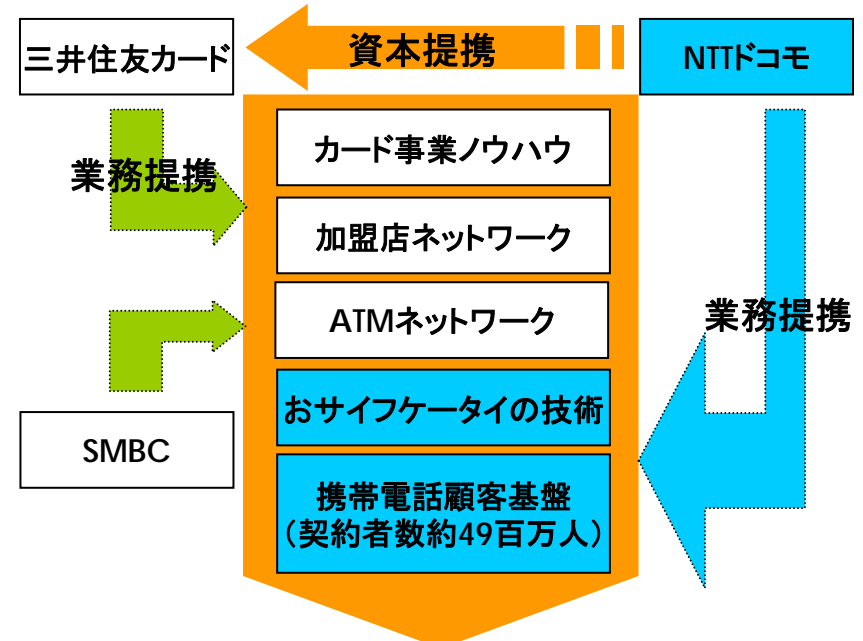 三井住友カード
資本提携
NTTドコモ
業務提携
カード事業ノウハウ
加盟店ネットワーク
ATMネットワーク
業務提携
おサイフケータイの技術
SMBC
携帯電話顧客基盤
（契約者数約49百万人）